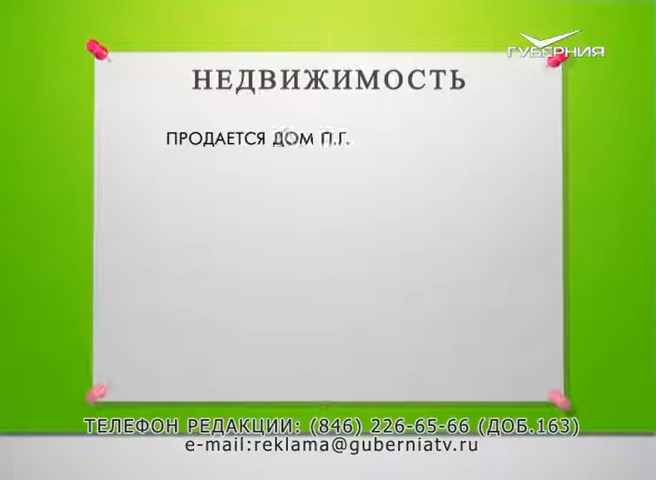 ГУБЕРНИЯ
НЕДВИЖИМОСТЬ
ПРОДАЕТСЯ ДОМ П.Г.
ТЕЛЕФОН РЕДАКЦИИ: (846) 226-65-66 (ДОБ.163)
e-mail:reklama@guberniatv.ru